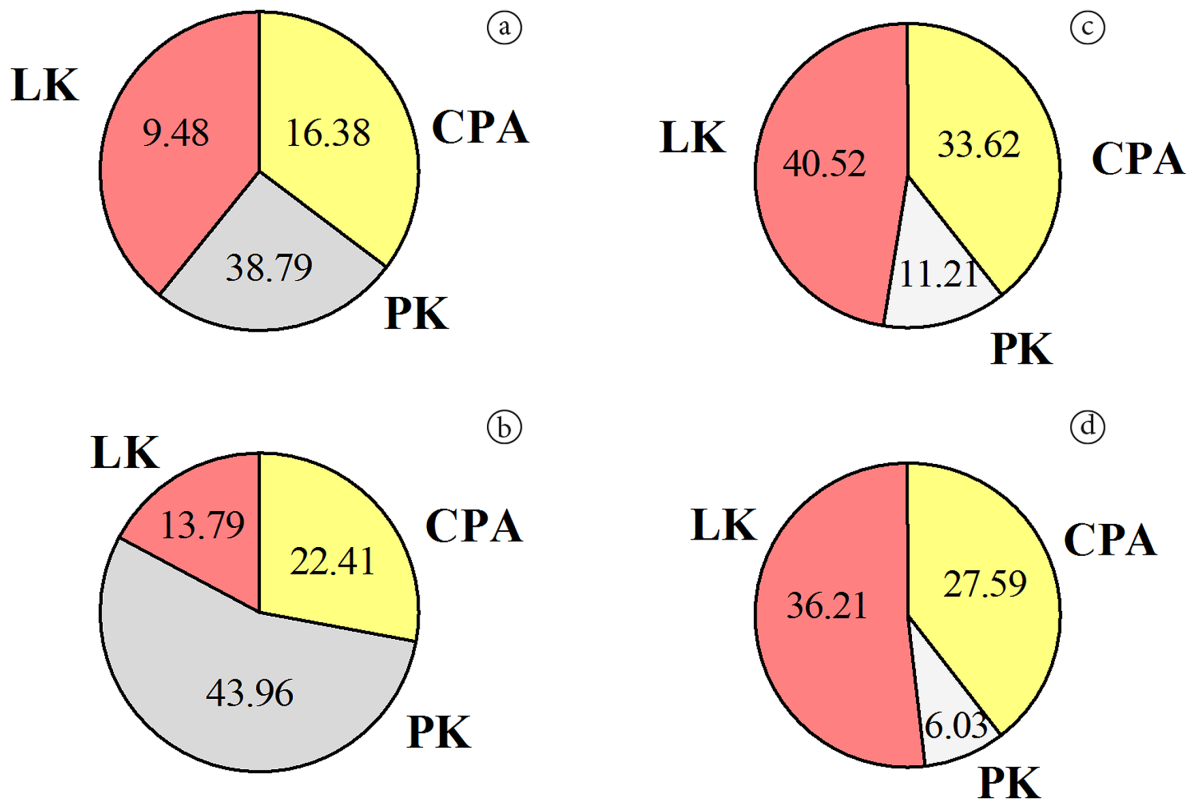 ⓐ
LK
9.48
16.38
CPA
38.79
PK
ⓒ
LK
40.52
33.62
CPA
11.21
PK
ⓑ
LK
13.79
22.41
CPA
43.96
PK
ⓓ
LK
36.21
27.59
CPA
6.03
PK